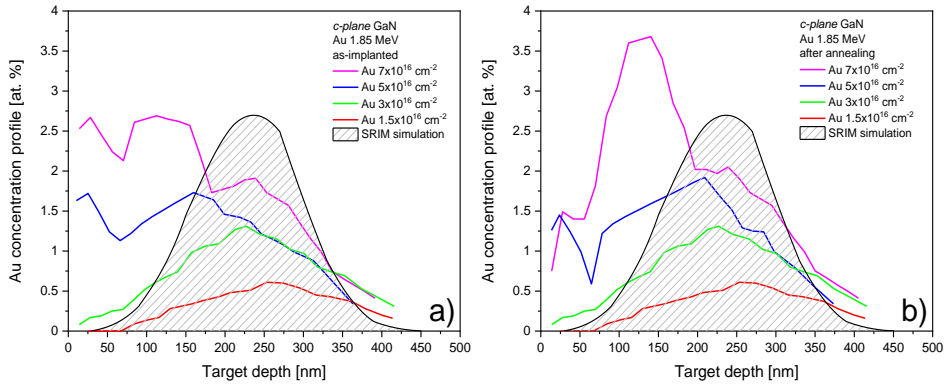 c-plane GaN
Au 1.85 MeV
as-implanted
Au 7x10¹⁶ cm⁻²
Au 5x10¹⁶ cm⁻²
Au 3x10¹⁶ cm⁻²
Au 1.5x10¹⁶ cm⁻²
SRIM simulation
Au concentration profile [at. %]
4
3.5
3
2.5
2
1.5
1
0.5
0
0 50 100 150 200 250 300 350 400 450 500
Target depth [nm]
a)
c-plane GaN
Au 1.85 MeV
after annealing
Au 7x10¹⁶ cm⁻²
Au 5x10¹⁶ cm⁻²
Au 3x10¹⁶ cm⁻²
Au 1.5x10¹⁶ cm⁻²
SRIM simulation
Au concentration profile [at. %]
4
3.5
3
2.5
2
1.5
1
0.5
0
0 50 100 150 200 250 300 350 400 450 500
Target depth [nm]
b)